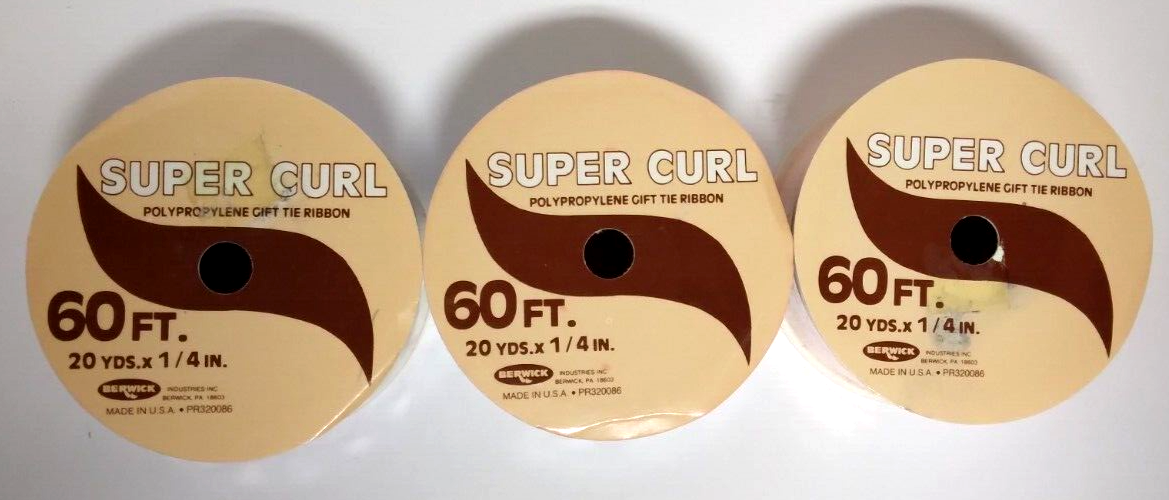 SUPER CURL
POLYPROPYLENE GIFT TIE RIBBON
60 FT.
20 YDS. x 1/4 IN.
BERWICK
INDUSTRIES INC
BERWICK, PA 18603
MADE IN U.S.A. • PR320086
SUPER CURL
POLYPROPYLENE GIFT TIE RIBBON
60 FT.
20 YDS. x 1/4 IN.
BERWICK
INDUSTRIES INC.
BERWICK, PA 18603
MADE IN U.S.A. • PR320086
SUPER CURL
POLYPROPYLENE GIFT TIE RIBBON
60 FT.
20 YDS. x 1/4 IN.
BERWICK
INDUSTRIES INC
BERWICK, PA 18603
MADE IN U.S.A. • PR320086